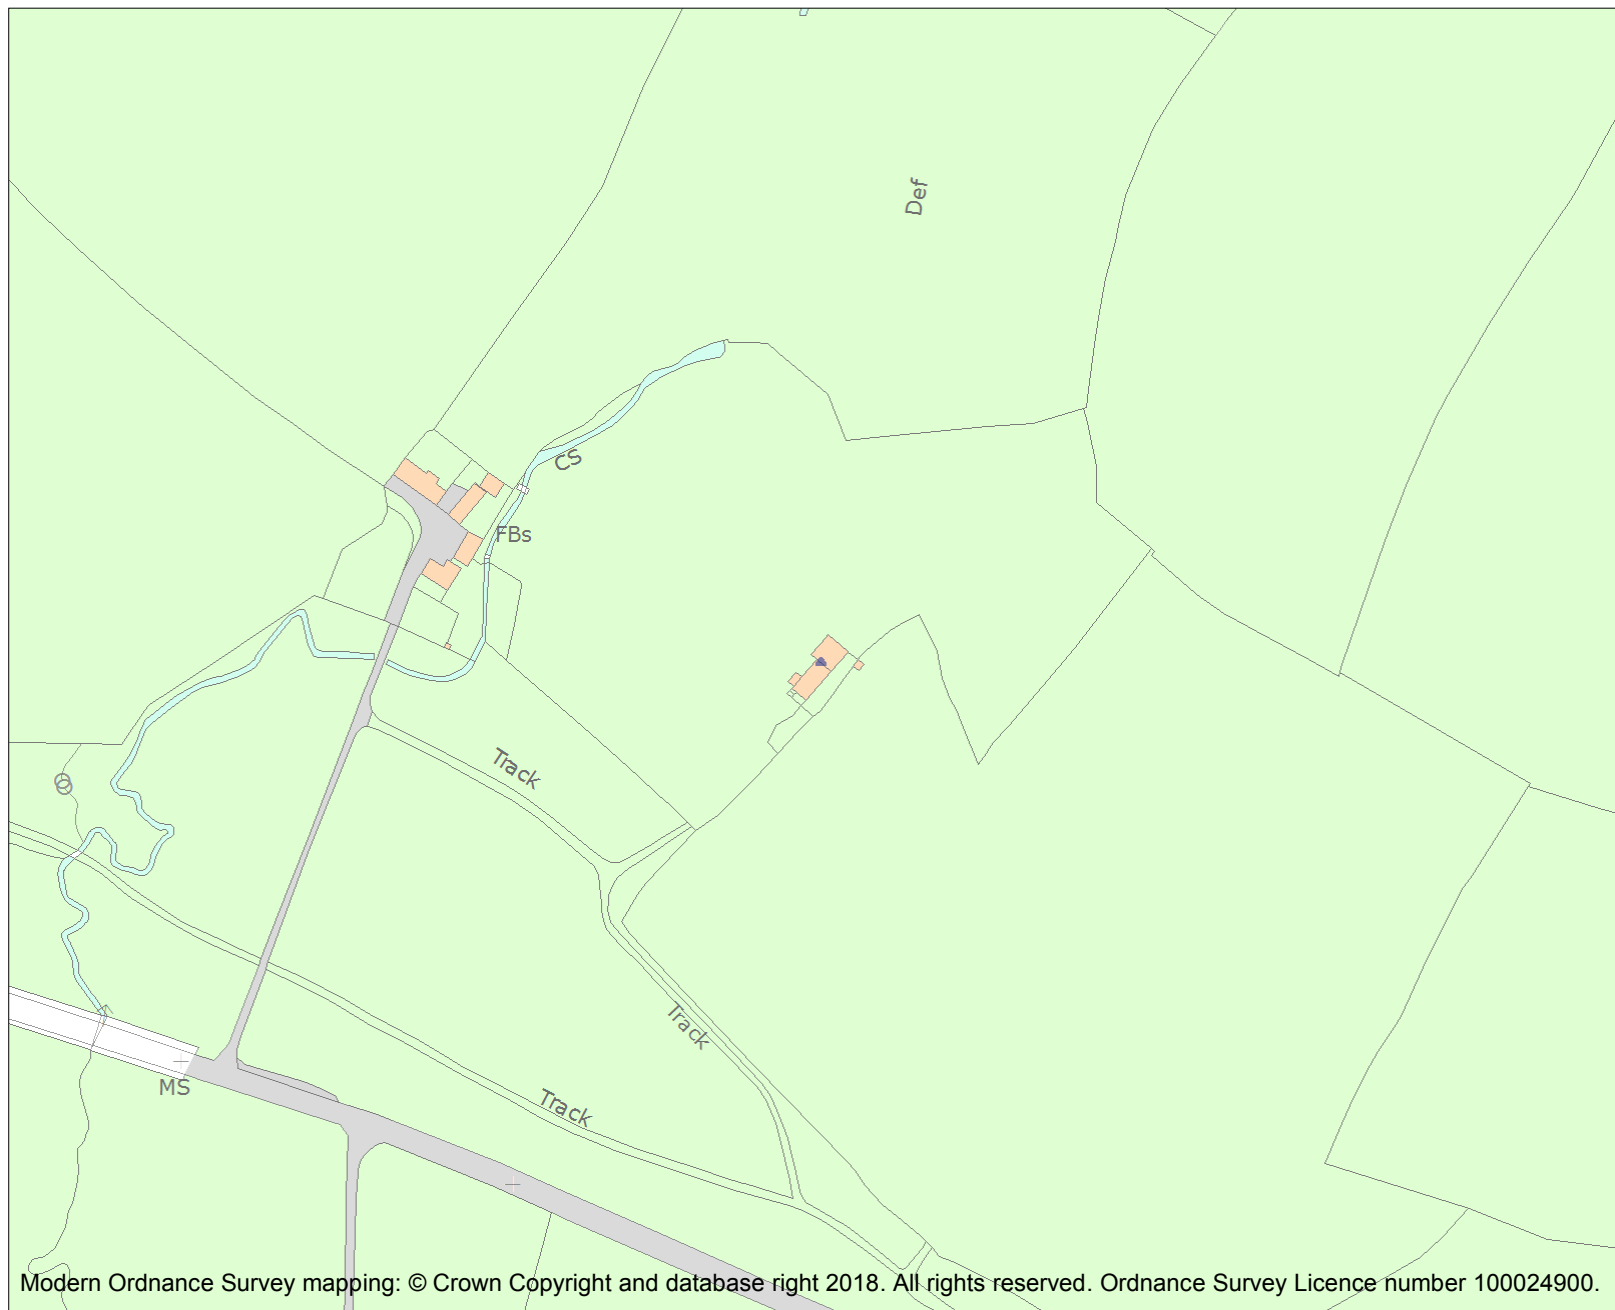 Def
CS
FBs
Track
Track
MS
Track
Modern Ordnance Survey mapping: © Crown Copyright and database right 2018. All rights reserved. Ordnance Survey Licence number 100024900.